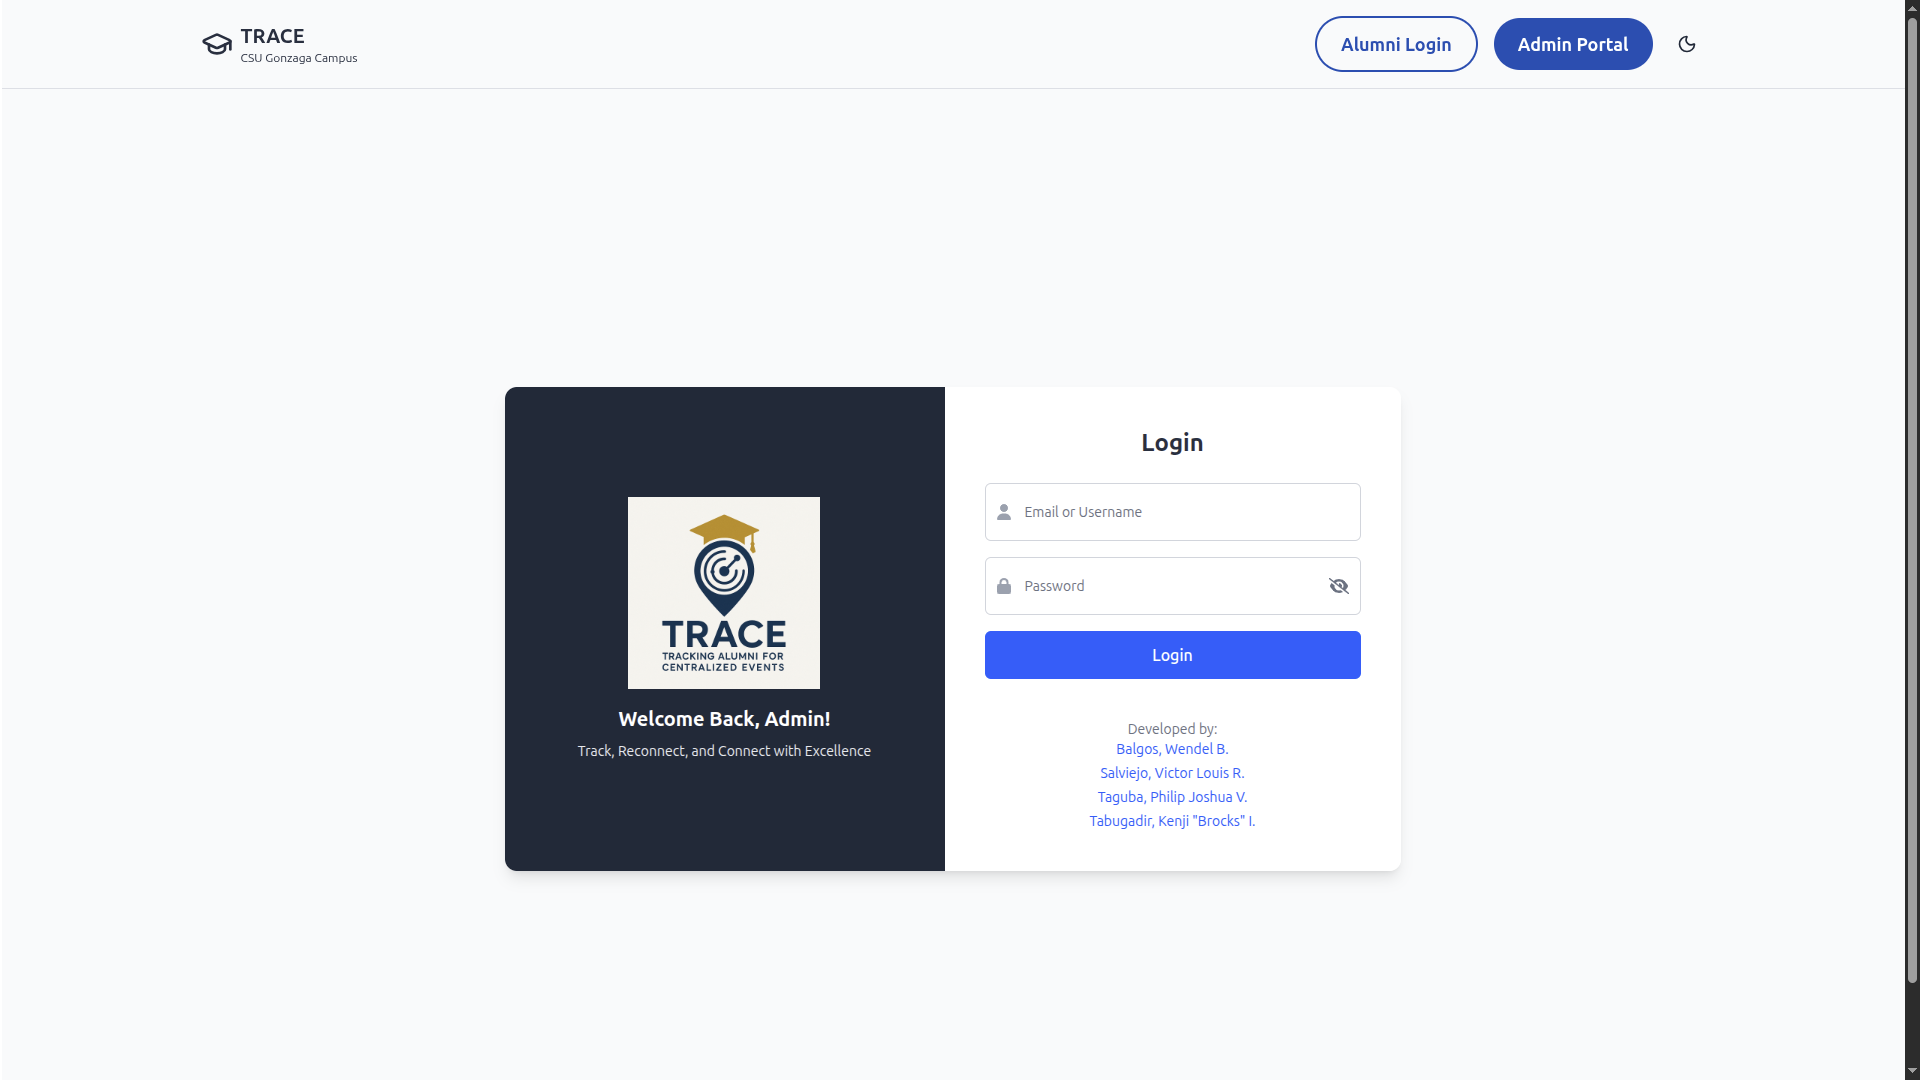 TRACE
CSU Gonzaga Campus
Alumni Login
Admin Portal
TRACE
TRACKING ALUMNI FOR
CENTRALIZED EVENTS
Welcome Back, Admin!
Track, Reconnect, and Connect with Excellence
Login
Email or Username
Password
Login
Developed by:
Balgos, Wendel B.
Salviejo, Victor Louis R.
Taguba, Philip Joshua V.
Tabugadir, Kenji "Brocks" I.